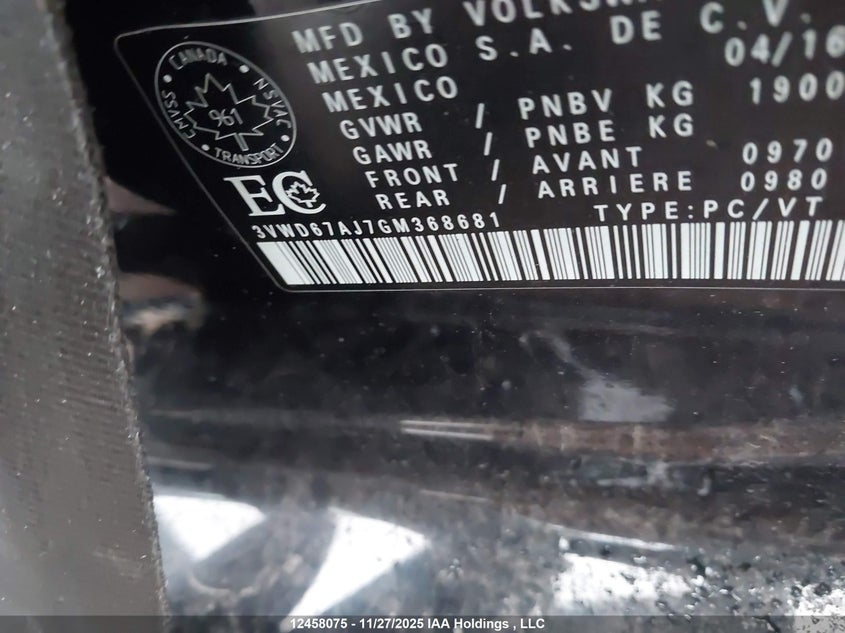 MFD BY
MEXICO S.A. DE C.V.
MEXICO 04/16
GVWR / PNBV KG 1900
GAWR / PNBE KG
FRONT / AVANT 0970
REAR / ARRIERE 0980
TYPE:PC/VT
CANADA
NSVAC
CMVSS
961
TRANSPORT
EC
3VWD67AJ7GM368681
12458075 - 11/27/2025 IAA Holdings , LLC